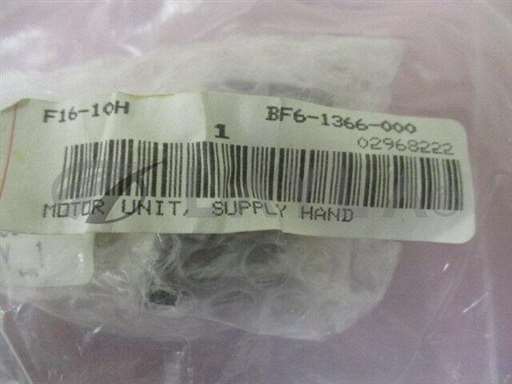 F16-10H BF6-1366-000
1 02968222
MOTOR UNIT, SUPPLY HAND